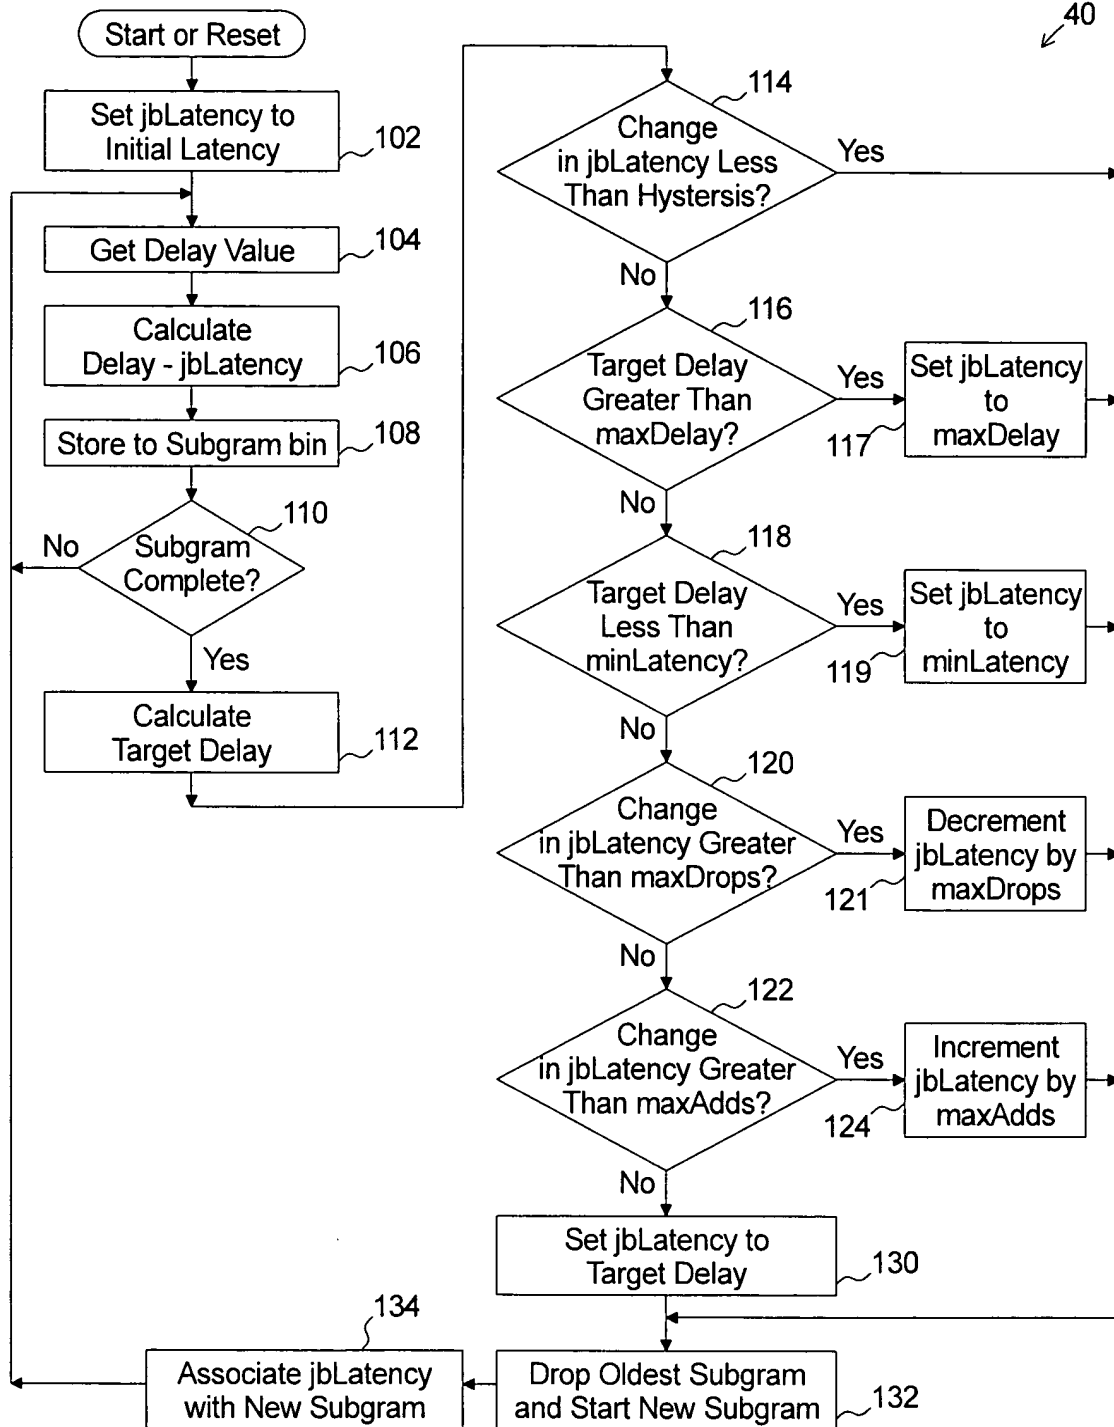 40
Start or Reset
Set jbLatency to
Initial Latency
102
Get Delay Value
104
Calculate
Delay - jbLatency
106
Store to Subgram bin
108
110
Subgram
Complete?
No
Yes
Calculate
Target Delay
112
114
Change
in jbLatency Less
Than Hystersis?
Yes
No
116
Target Delay
Greater Than
maxDelay?
Yes
Set jbLatency
to
maxDelay
117
No
118
Target Delay
Less Than
minLatency?
Yes
Set jbLatency
to
minLatency
119
No
120
Change
in jbLatency Greater
Than maxDrops?
Yes
Decrement
jbLatency by
maxDrops
121
No
122
Change
in jbLatency Greater
Than maxAdds?
Yes
Increment
jbLatency by
maxAdds
124
No
Set jbLatency to
Target Delay
130
Drop Oldest Subgram
and Start New Subgram
132
134
Associate jbLatency
with New Subgram